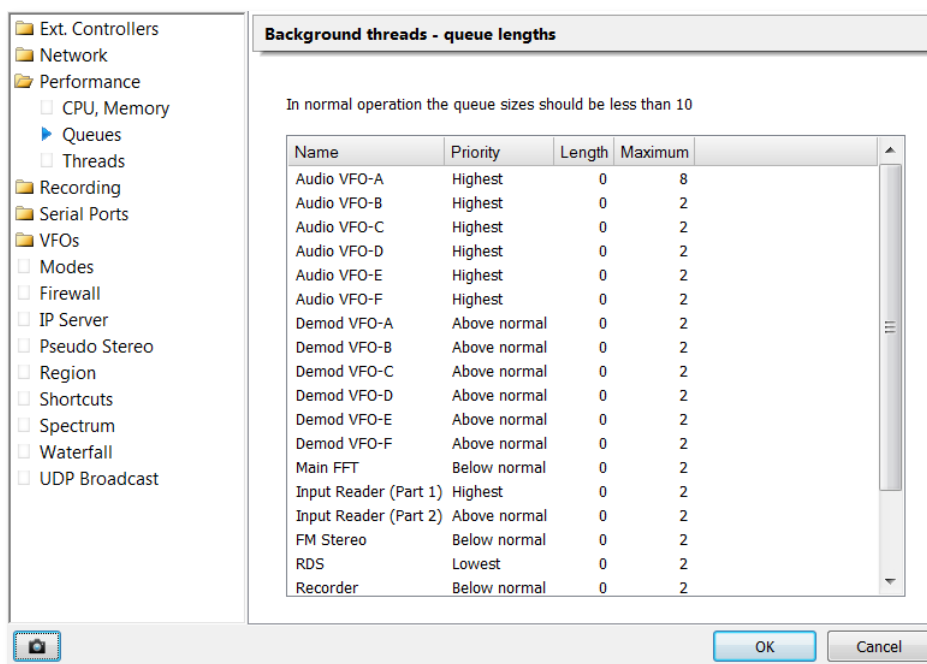 Ext. Controllers
Network
Performance
CPU, Memory
Queues
Threads
Recording
Serial Ports
VFOs
Modes
Firewall
IP Server
Pseudo Stereo
Region
Shortcuts
Spectrum
Waterfall
UDP Broadcast
Background threads - queue lengths
In normal operation the queue sizes should be less than 10
Name Priority Length Maximum
Audio VFO-A Highest 0 8
Audio VFO-B Highest 0 2
Audio VFO-C Highest 0 2
Audio VFO-D Highest 0 2
Audio VFO-E Highest 0 2
Audio VFO-F Highest 0 2
Demod VFO-A Above normal 0 2
Demod VFO-B Above normal 0 2
Demod VFO-C Above normal 0 2
Demod VFO-D Above normal 0 2
Demod VFO-E Above normal 0 2
Demod VFO-F Above normal 0 2
Main FFT Below normal 0 2
Input Reader (Part 1) Highest 0 2
Input Reader (Part 2) Above normal 0 2
FM Stereo Below normal 0 2
RDS Lowest 0 2
Recorder Below normal 0 2
OK Cancel